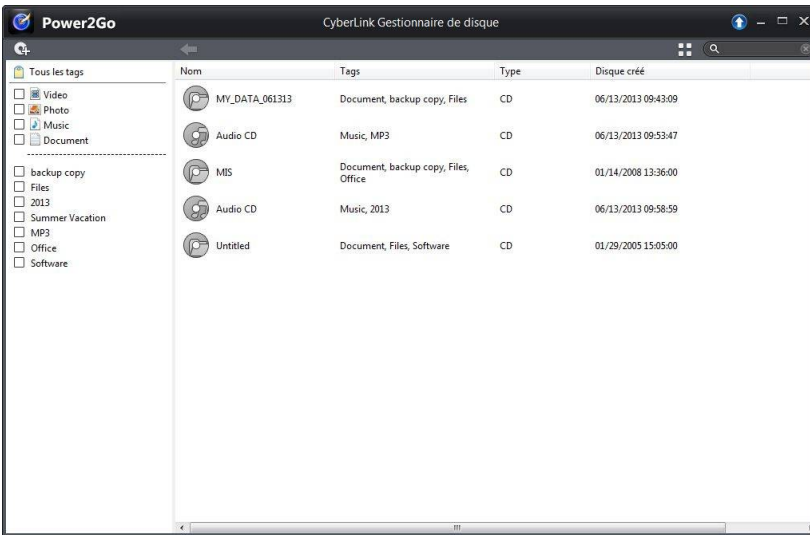 Power2Go
CyberLink Gestionnaire de disque
Tous les tags
Video
Photo
Music
Document
backup copy
Files
2013
Summer Vacation
MP3
Office
Software
Nom Tags Type Disque créé
MY_DATA_061313 Document, backup copy, Files CD 06/13/2013 09:43:09
Audio CD Music, MP3 CD 06/13/2013 09:53:47
MIS Document, backup copy, Files, Office CD 01/14/2008 13:36:00
Audio CD Music, 2013 CD 06/13/2013 09:58:59
Untitled Document, Files, Software CD 01/29/2005 15:05:00